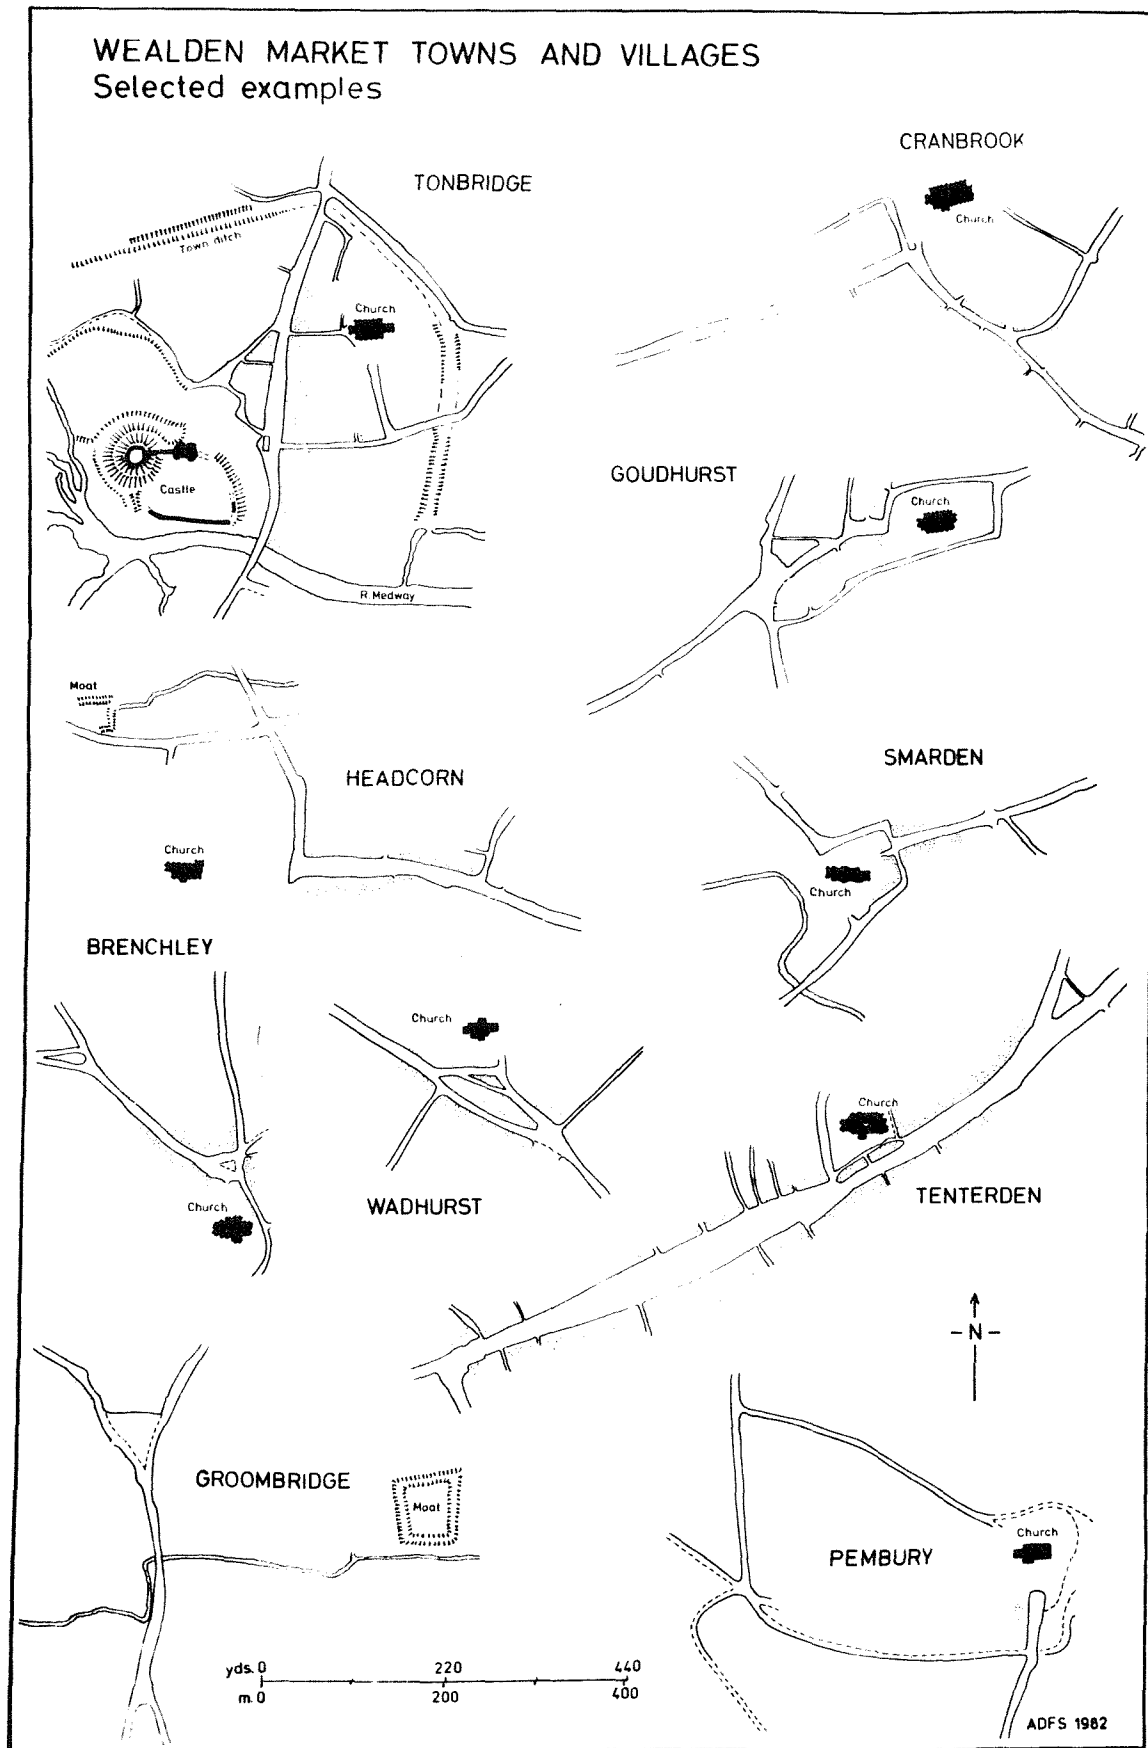 WEALDEN MARKET TOWNS AND VILLAGES
Selected examples
TONBRIDGE
Town ditch
Church
Castle
R. Medway
CRANBROOK
Church
GOUDHURST
Church
Moat
HEADCORN
Church
SMARDEN
Church
BRENCHLEY
Church
Church
WADHURST
Church
TENTERDEN
- N -
GROOMBRIDGE
Moat
Church
PEMBURY
yds. 0 220 440
m. 0 200 400
ADFS 1982